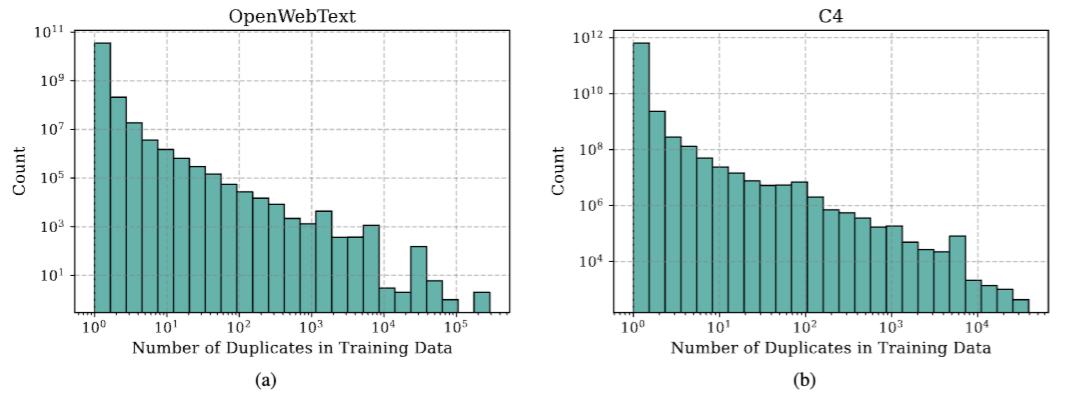 OpenWebText
10^11
10^9
10^7
10^5
10^3
10^1
Count
10^0 10^1 10^2 10^3 10^4 10^5
Number of Duplicates in Training Data
(a)
C4
10^12
10^10
10^8
10^6
10^4
Count
10^0 10^1 10^2 10^3 10^4
Number of Duplicates in Training Data
(b)